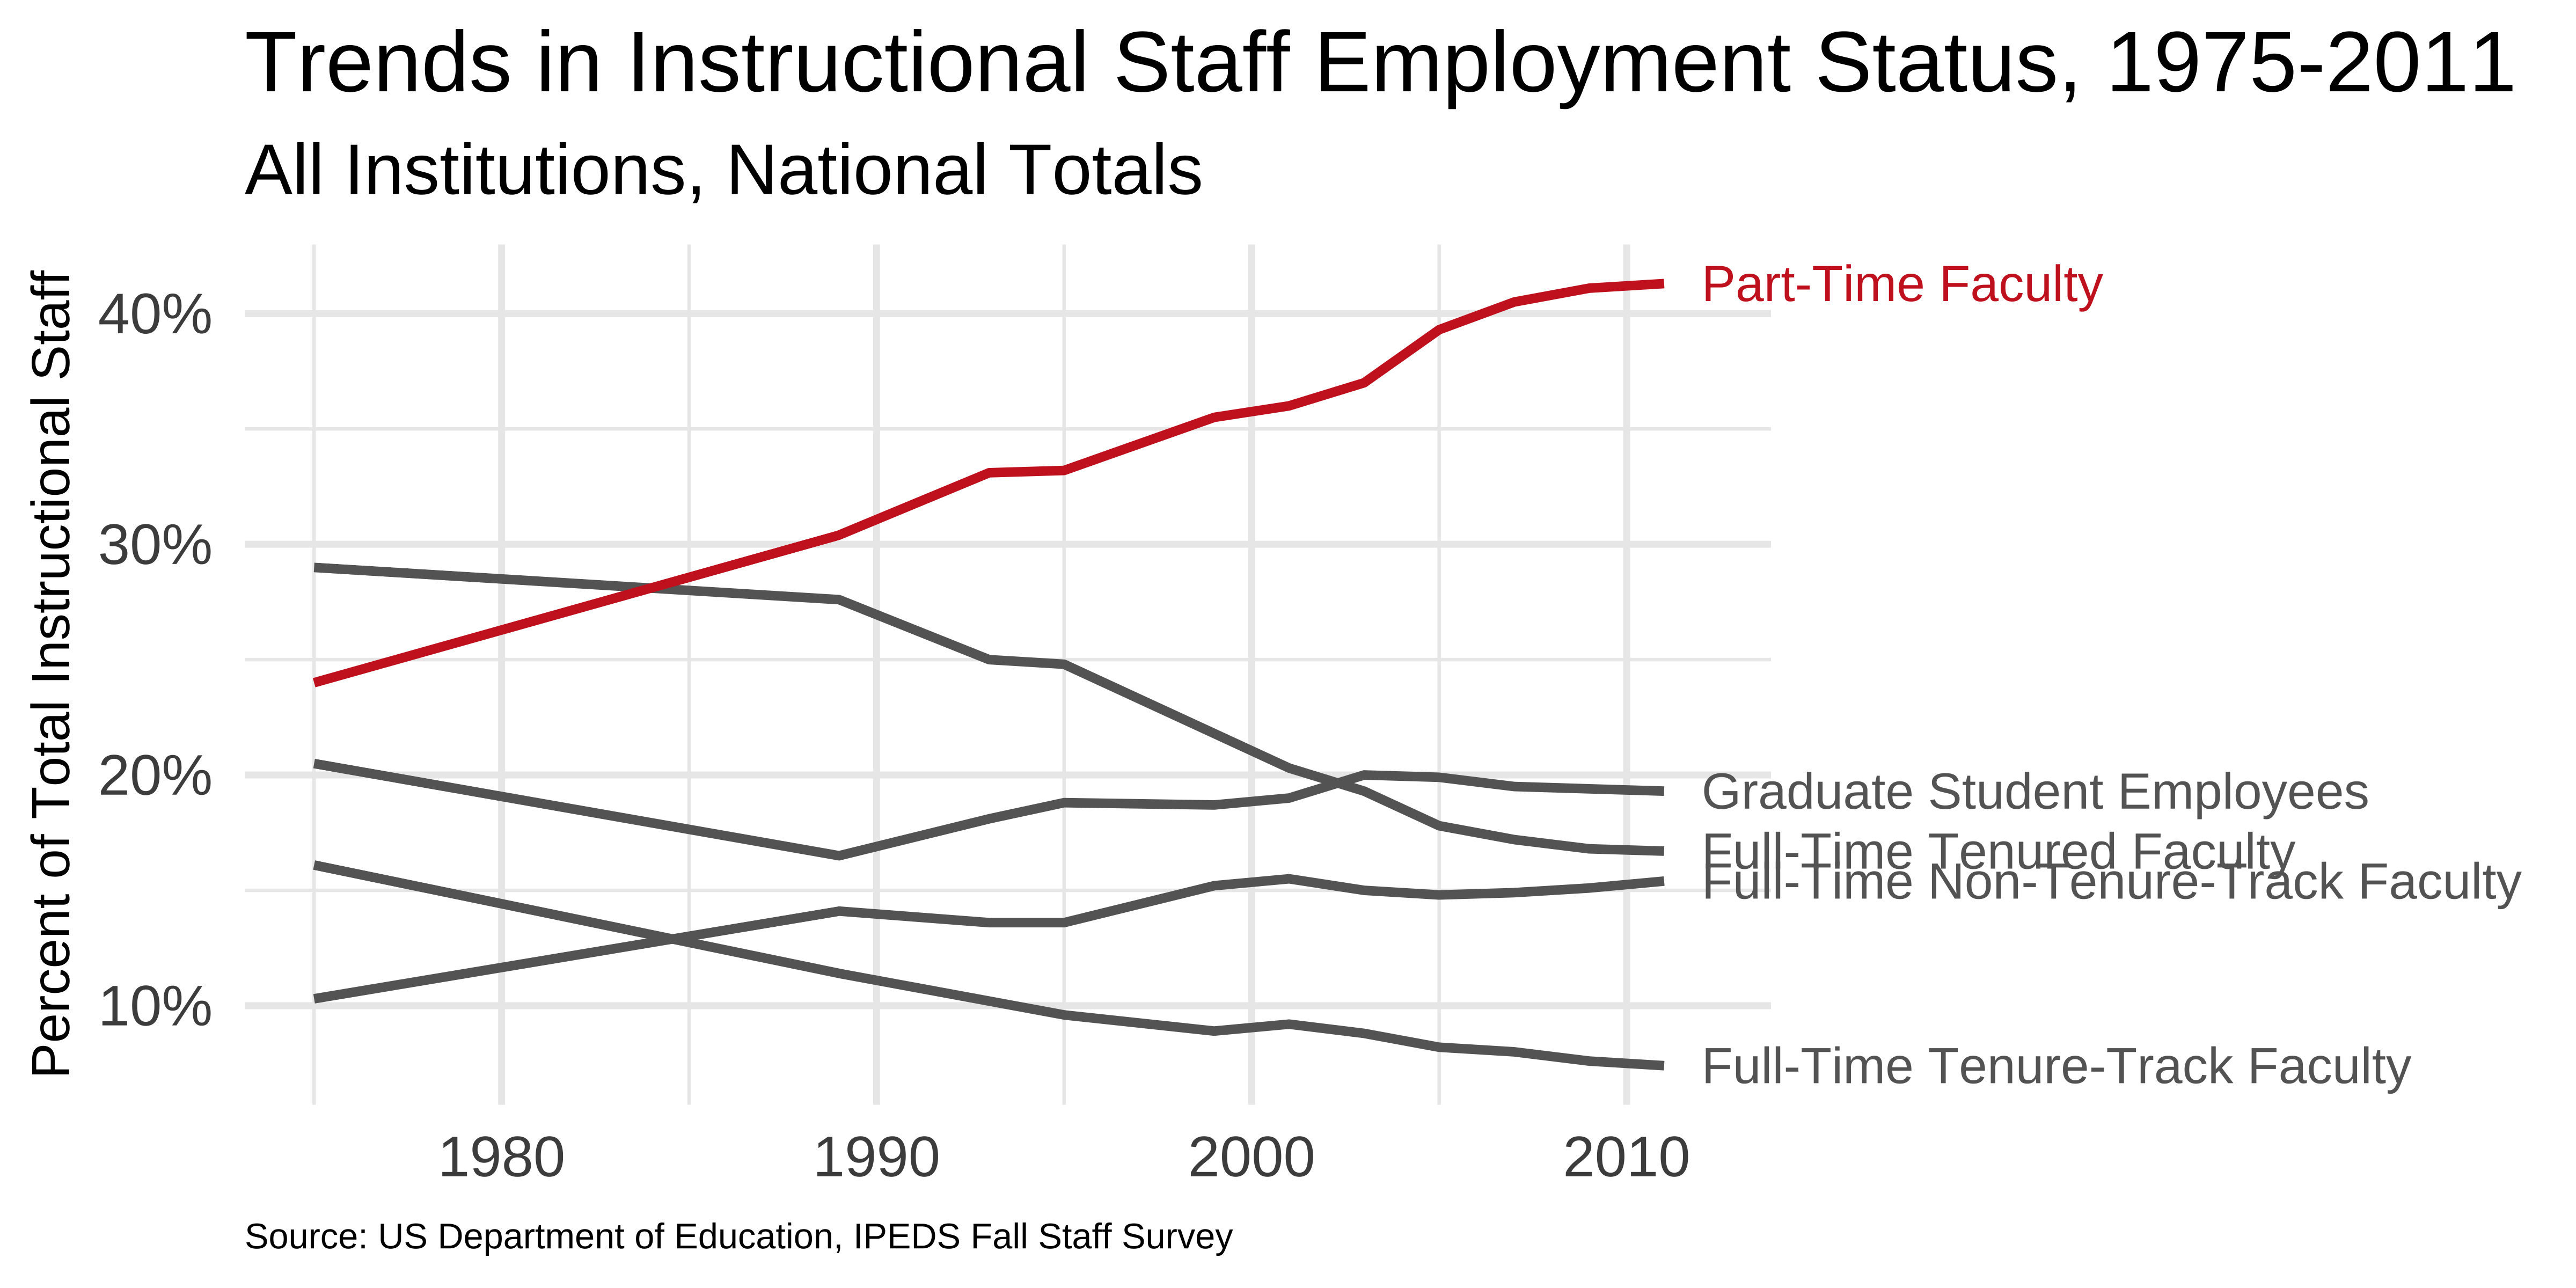 Trends in Instructional Staff Employment Status, 1975-2011
All Institutions, National Totals
Percent of Total Instructional Staff
40%
30%
20%
10%
Part-Time Faculty
Graduate Student Employees
Full-Time Tenured Faculty
Full-Time Non-Tenure-Track Faculty
Full-Time Tenure-Track Faculty
1980 1990 2000 2010
Source: US Department of Education, IPEDS Fall Staff Survey